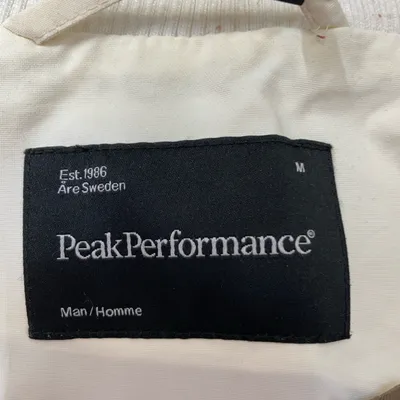 Est.1986
Åre Sweden
M
PeakPerformance®
Man/Homme